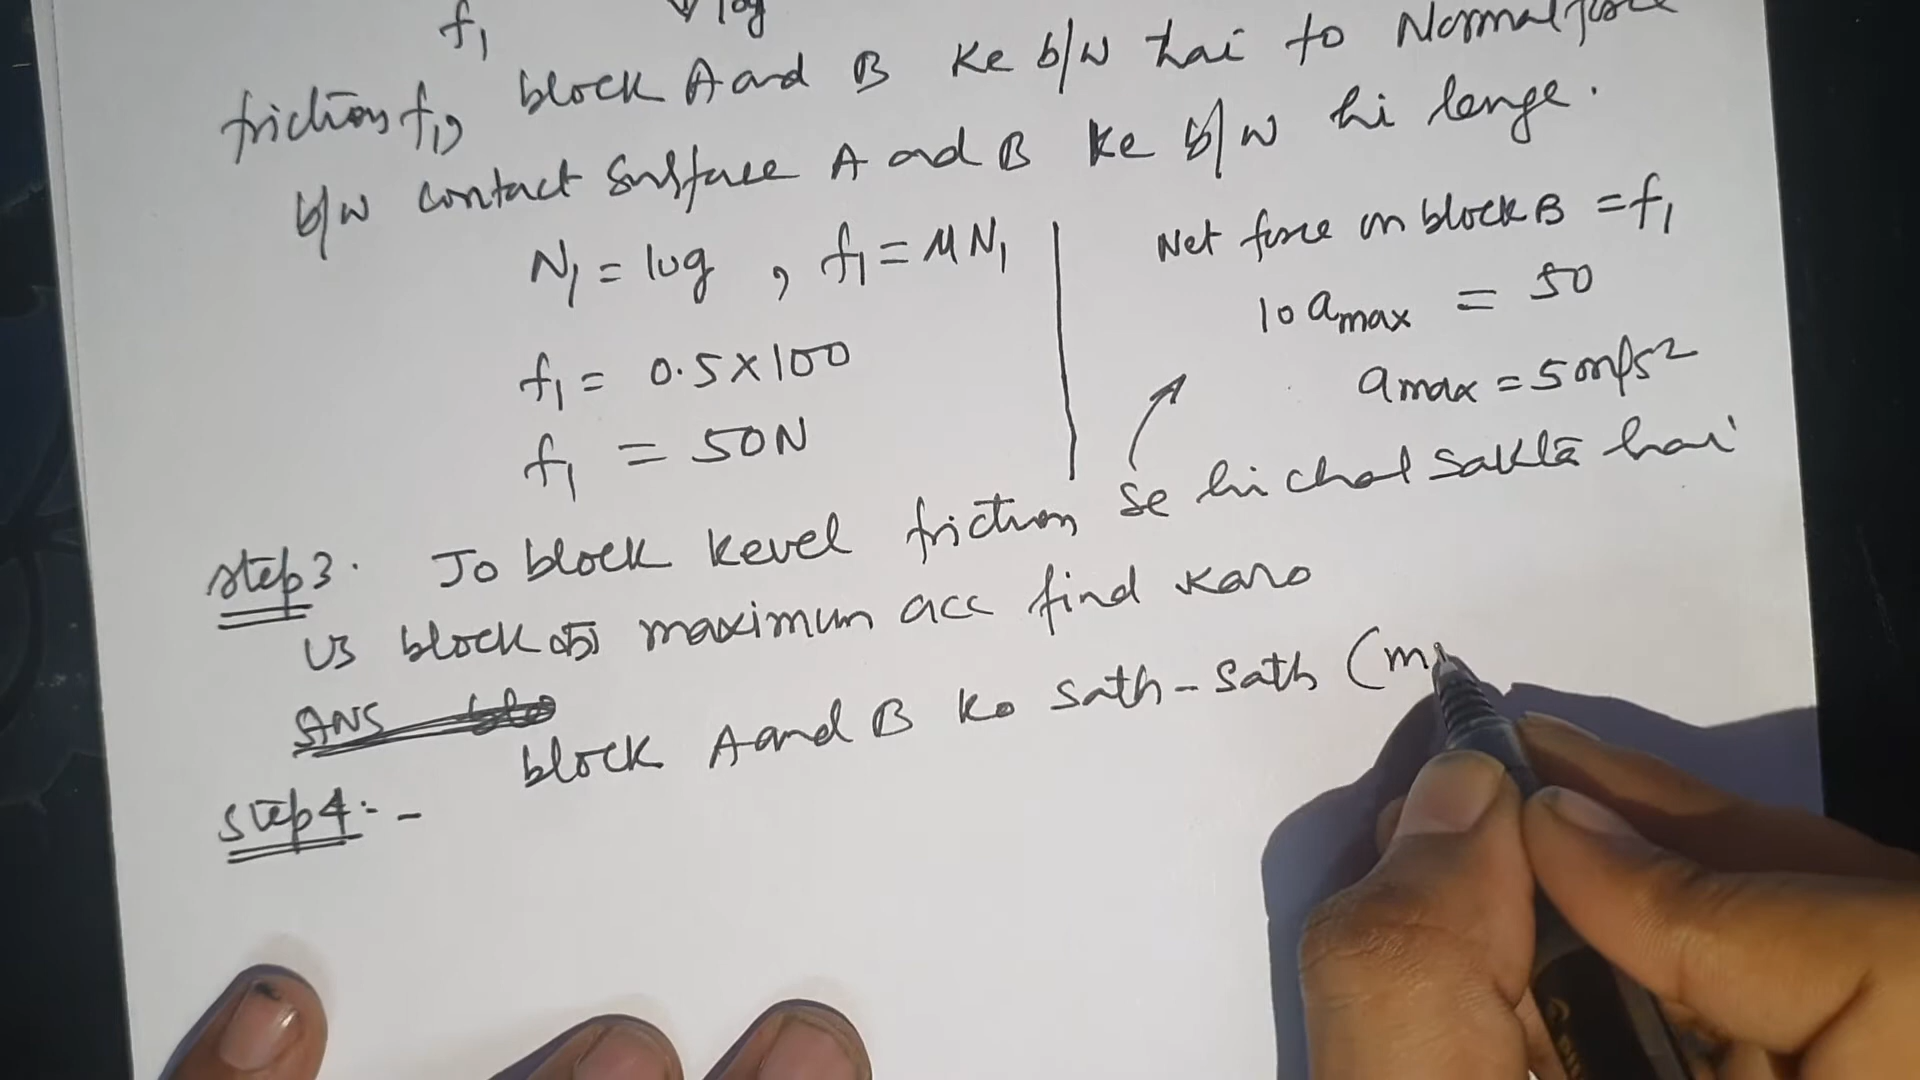 f₁ 10g
friction f₁, block A and B Ke b/w hai to Normal force
b/w contact Surface A and B Ke b/w hi lenge.
N₁ = 10g , f₁ = μN₁
f₁ = 0.5×100
f₁ = 50N
Net force on block B = f₁
10 a max = 50
a max = 5 m/s²
step 3. Jo block kevel friction se hi chal sakta hai
us block का maximum acc find karo
ANS
step 4:- block A and B ko sath-sath (m